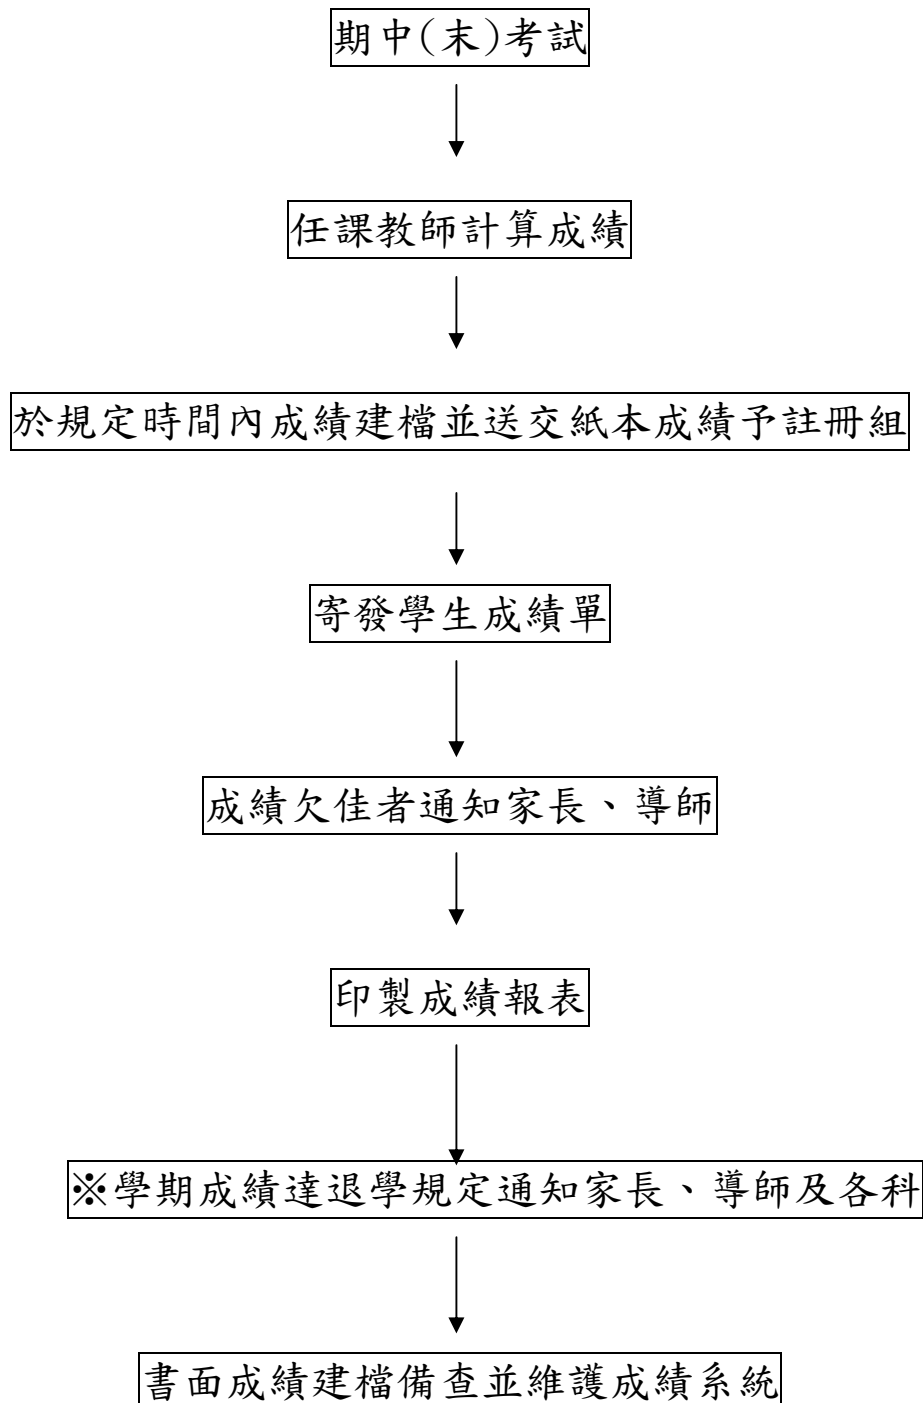 期中(末)考試
任課教師計算成績
於規定時間內成績建檔並送交紙本成績予註冊組
寄發學生成績單
成績欠佳者通知家長、導師
印製成績報表
※學期成績達退學規定通知家長、導師及各科
書面成績建檔備查並維護成績系統